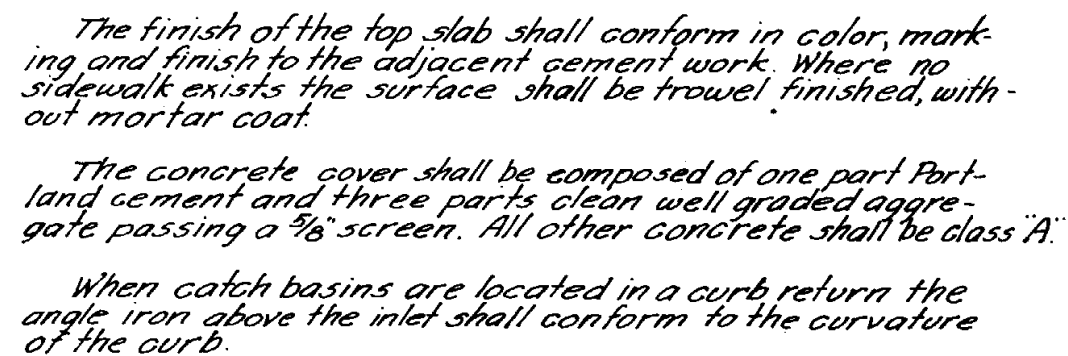 The finish of the top slab shall conform in color, mark-
ing and finish to the adjacent cement work. Where no
sidewalk exists the surface shall be trowel finished, with-
out mortar coat.
The concrete cover shall be composed of one part Port-
land cement and three parts clean well graded aggre-
gate passing a 5/8" screen. All other concrete shall be class "A".
When catch basins are located in a curb return the
angle iron above the inlet shall conform to the curvature
of the curb.